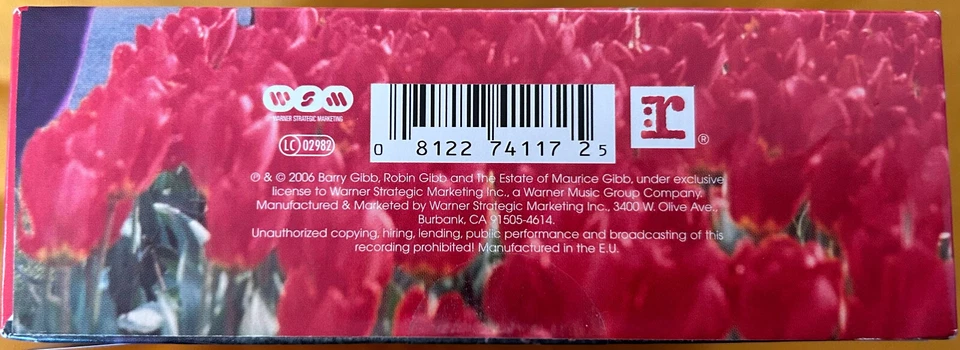 WSM
WARNER STRATEGIC MARKETING
LC 02982
0 8122 74117 2 5
r ®
℗ & © 2006 Barry Gibb, Robin Gibb and The Estate of Maurice Gibb, under exclusive
license to Warner Strategic Marketing Inc., a Warner Music Group Company.
Manufactured & Marketed by Warner Strategic Marketing Inc., 3400 W. Olive Ave.,
Burbank, CA 91505-4614.
Unauthorized copying, hiring, lending, public performance and broadcasting of this
recording prohibited! Manufactured in the E.U.